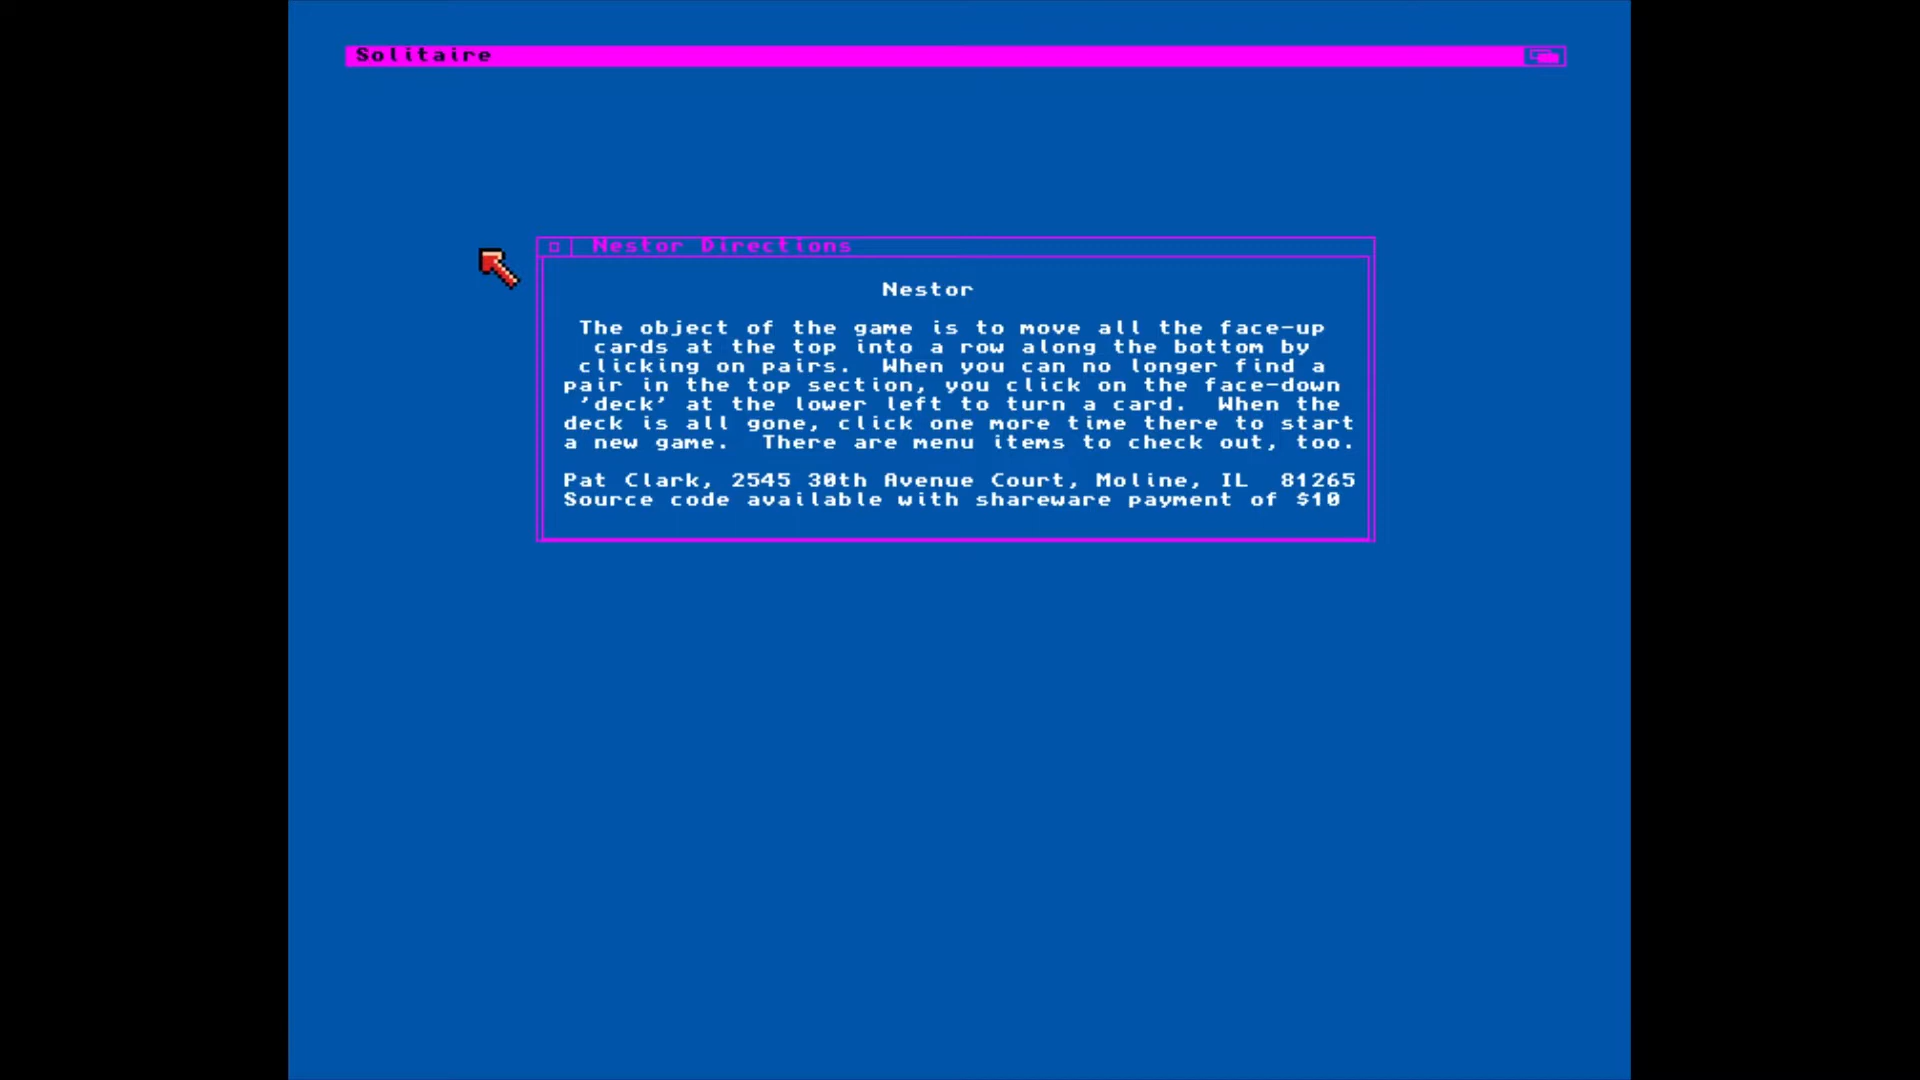 Solitaire
Nestor Directions
Nestor
The object of the game is to move all the face-up
cards at the top into a row along the bottom by
clicking on pairs.  When you can no longer find a
pair in the top section, you click on the face-down
'deck' at the lower left to turn a card.  When the
deck is all gone, click one more time there to start
a new game.  There are menu items to check out, too.
Pat Clark, 2545 30th Avenue Court, Moline, IL  81265
Source code available with shareware payment of $10